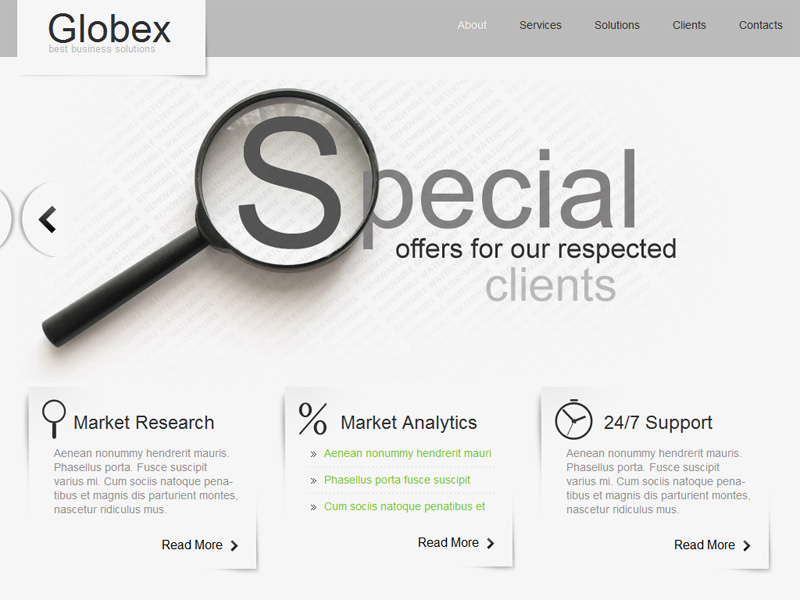 Globex
best business solutions
About Services Solutions Clients Contacts
Special
offers for our respected
clients
Market Research
Aenean nonummy hendrerit mauris.
Phasellus porta. Fusce suscipit
varius mi. Cum sociis natoque pena-
tibus et magnis dis parturient montes,
nascetur ridiculus mus.
Read More
% Market Analytics
Aenean nonummy hendrerit mauri
Phasellus porta fusce suscipit
Cum sociis natoque penatibus et
Read More
24/7 Support
Aenean nonummy hendrerit mauris.
Phasellus porta. Fusce suscipit
varius mi. Cum sociis natoque pena-
tibus et magnis dis parturient montes,
nascetur ridiculus mus.
Read More